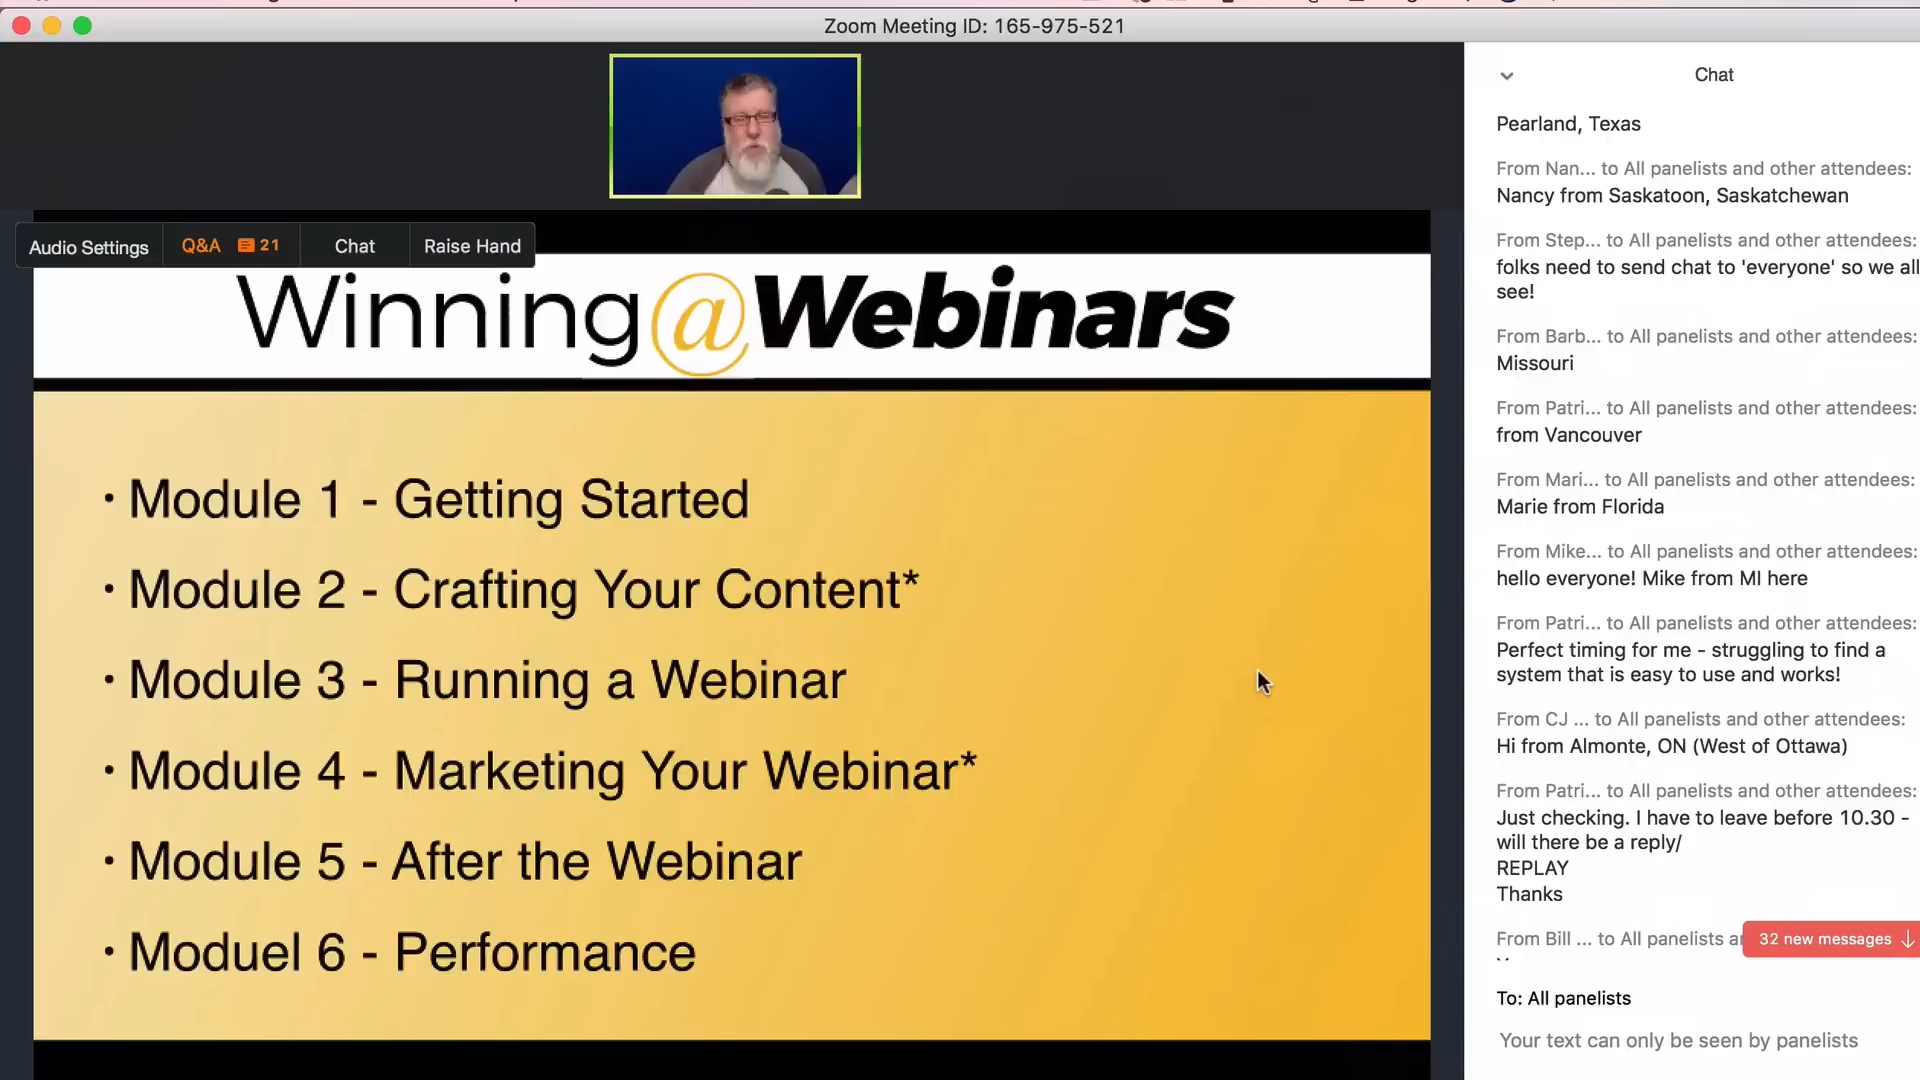 Zoom Meeting ID: 165-975-521
Audio Settings
Q&A 21
Chat
Raise Hand
Winning@Webinars
• Module 1 - Getting Started
• Module 2 - Crafting Your Content*
• Module 3 - Running a Webinar
• Module 4 - Marketing Your Webinar*
• Module 5 - After the Webinar
• Moduel 6 - Performance
Chat
Pearland, Texas
From Nan... to All panelists and other attendees:
Nancy from Saskatoon, Saskatchewan
From Step... to All panelists and other attendees:
folks need to send chat to 'everyone' so we all
see!
From Barb... to All panelists and other attendees:
Missouri
From Patri... to All panelists and other attendees:
from Vancouver
From Mari... to All panelists and other attendees:
Marie from Florida
From Mike... to All panelists and other attendees:
hello everyone! Mike from MI here
From Patri... to All panelists and other attendees:
Perfect timing for me - struggling to find a
system that is easy to use and works!
From CJ ... to All panelists and other attendees:
Hi from Almonte, ON (West of Ottawa)
From Patri... to All panelists and other attendees:
Just checking. I have to leave before 10.30 -
will there be a reply/
REPLAY
Thanks
From Bill ... to All panelists
32 new messages
To: All panelists
Your text can only be seen by panelists